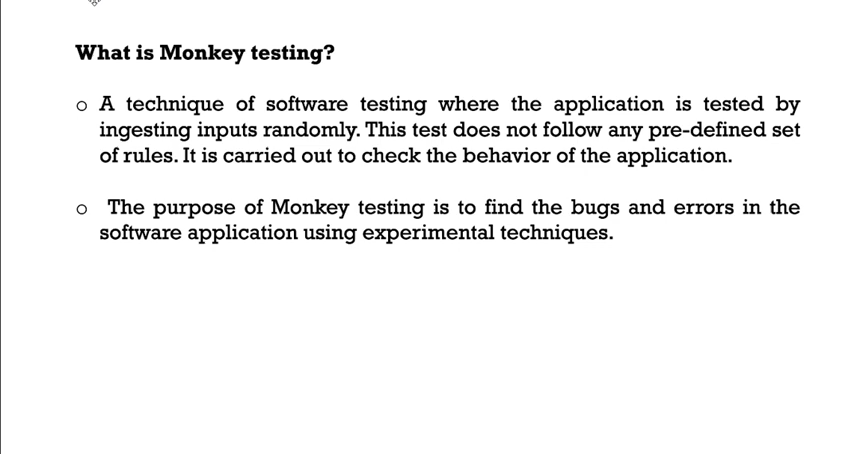 What is Monkey testing?
o A technique of software testing where the application is tested by
ingesting inputs randomly. This test does not follow any pre-defined set
of rules. It is carried out to check the behavior of the application.
o The purpose of Monkey testing is to find the bugs and errors in the
software application using experimental techniques.